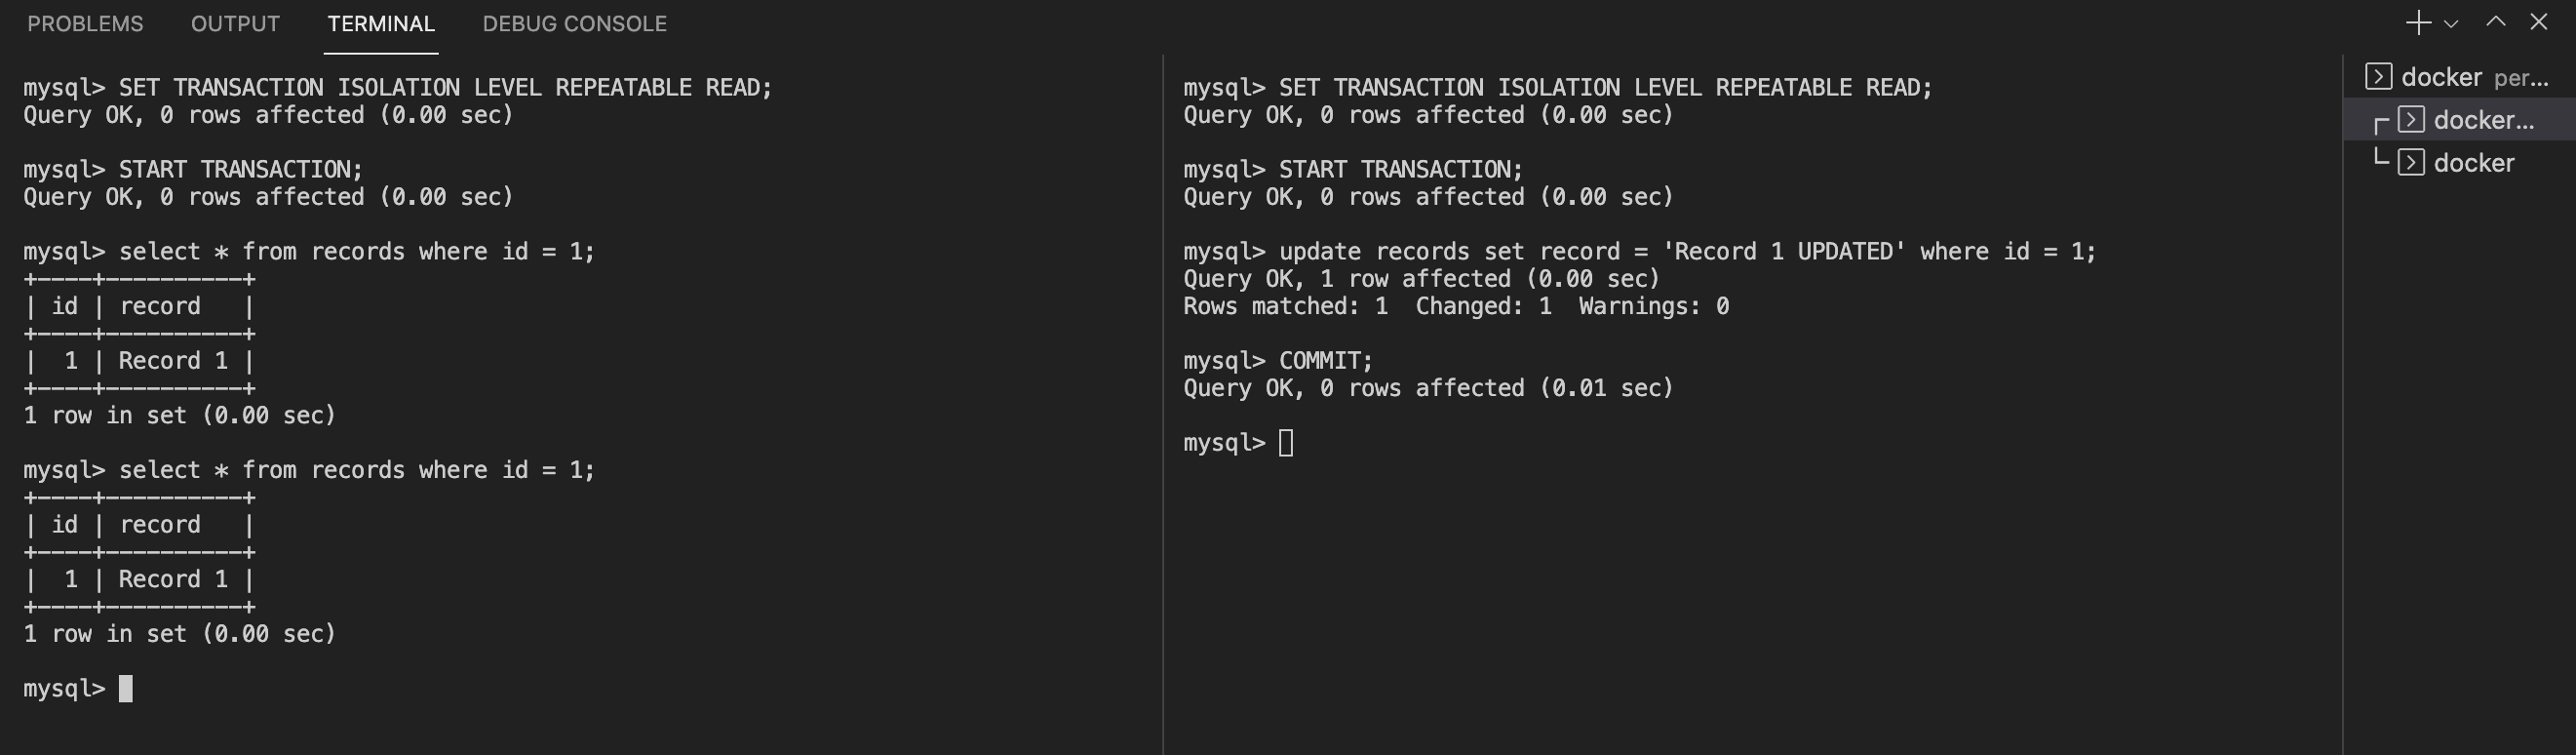 PROBLEMS OUTPUT TERMINAL DEBUG CONSOLE
mysql> SET TRANSACTION ISOLATION LEVEL REPEATABLE READ;
Query OK, 0 rows affected (0.00 sec)
mysql> START TRANSACTION;
Query OK, 0 rows affected (0.00 sec)
mysql> select * from records where id = 1;
+----+----------+
| id | record   |
+----+----------+
|  1 | Record 1 |
+----+----------+
1 row in set (0.00 sec)
mysql> select * from records where id = 1;
+----+----------+
| id | record   |
+----+----------+
|  1 | Record 1 |
+----+----------+
1 row in set (0.00 sec)
mysql>
mysql> SET TRANSACTION ISOLATION LEVEL REPEATABLE READ;
Query OK, 0 rows affected (0.00 sec)
mysql> START TRANSACTION;
Query OK, 0 rows affected (0.00 sec)
mysql> update records set record = 'Record 1 UPDATED' where id = 1;
Query OK, 1 row affected (0.00 sec)
Rows matched: 1  Changed: 1  Warnings: 0
mysql> COMMIT;
Query OK, 0 rows affected (0.01 sec)
mysql>
docker per...
docker...
docker